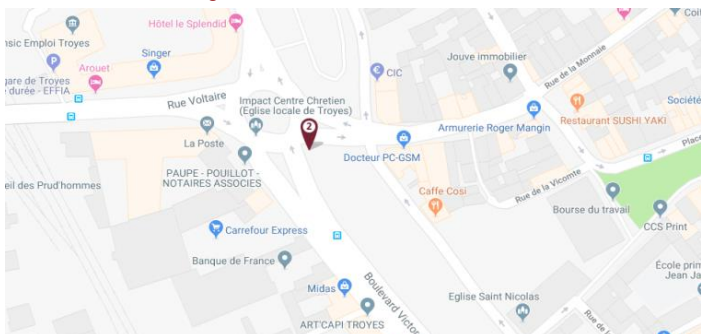 Hôtel le Splendid
nsic Emploi Troyes
Singer
Arouet
gare de Troyes
durée - EFFIA
CIC
Jouve immobilier
Rue de la Monnaie
Coif
Rue Voltaire
Impact Centre Chretien
(Eglise locale de Troyes)
2
Restaurant SUSHI YAKI
Société
La Poste
Armurerie Roger Mangin
Docteur PC-GSM
Place
PAUPE - POUILLOT -
NOTAIRES ASSOCIES
eil des Prud'hommes
Rue de la Vicomte
Caffe Cosi
Bourse du travail
CCS Print
Carrefour Express
Banque de France
École prim
Jean Ja
Midas
Boulevard Victor
Eglise Saint Nicolas
ART'CAPI TROYES
Rue de